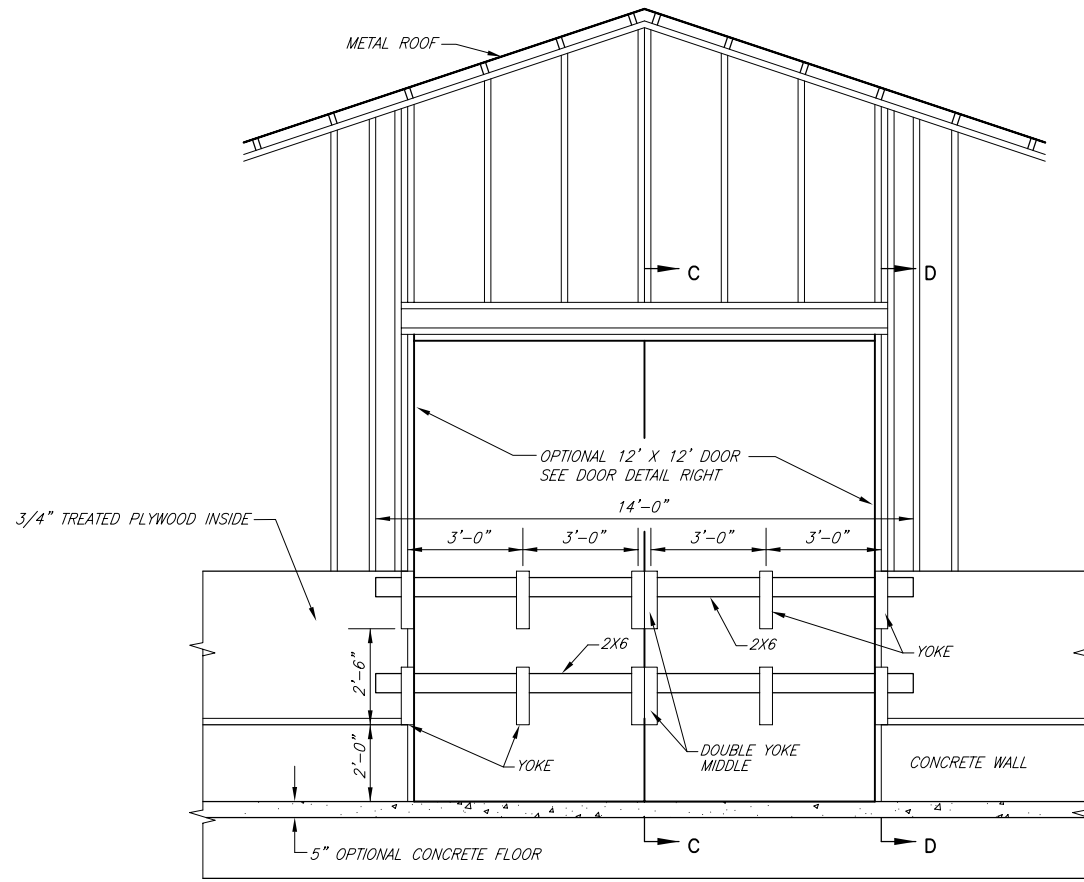 METAL ROOF
C
D
OPTIONAL 12' X 12' DOOR
SEE DOOR DETAIL RIGHT
14'-0"
3/4" TREATED PLYWOOD INSIDE
3'-0"
3'-0"
3'-0"
3'-0"
2X6
2X6
YOKE
2'-6"
DOUBLE YOKE
MIDDLE
YOKE
2'-0"
CONCRETE WALL
C
D
5" OPTIONAL CONCRETE FLOOR